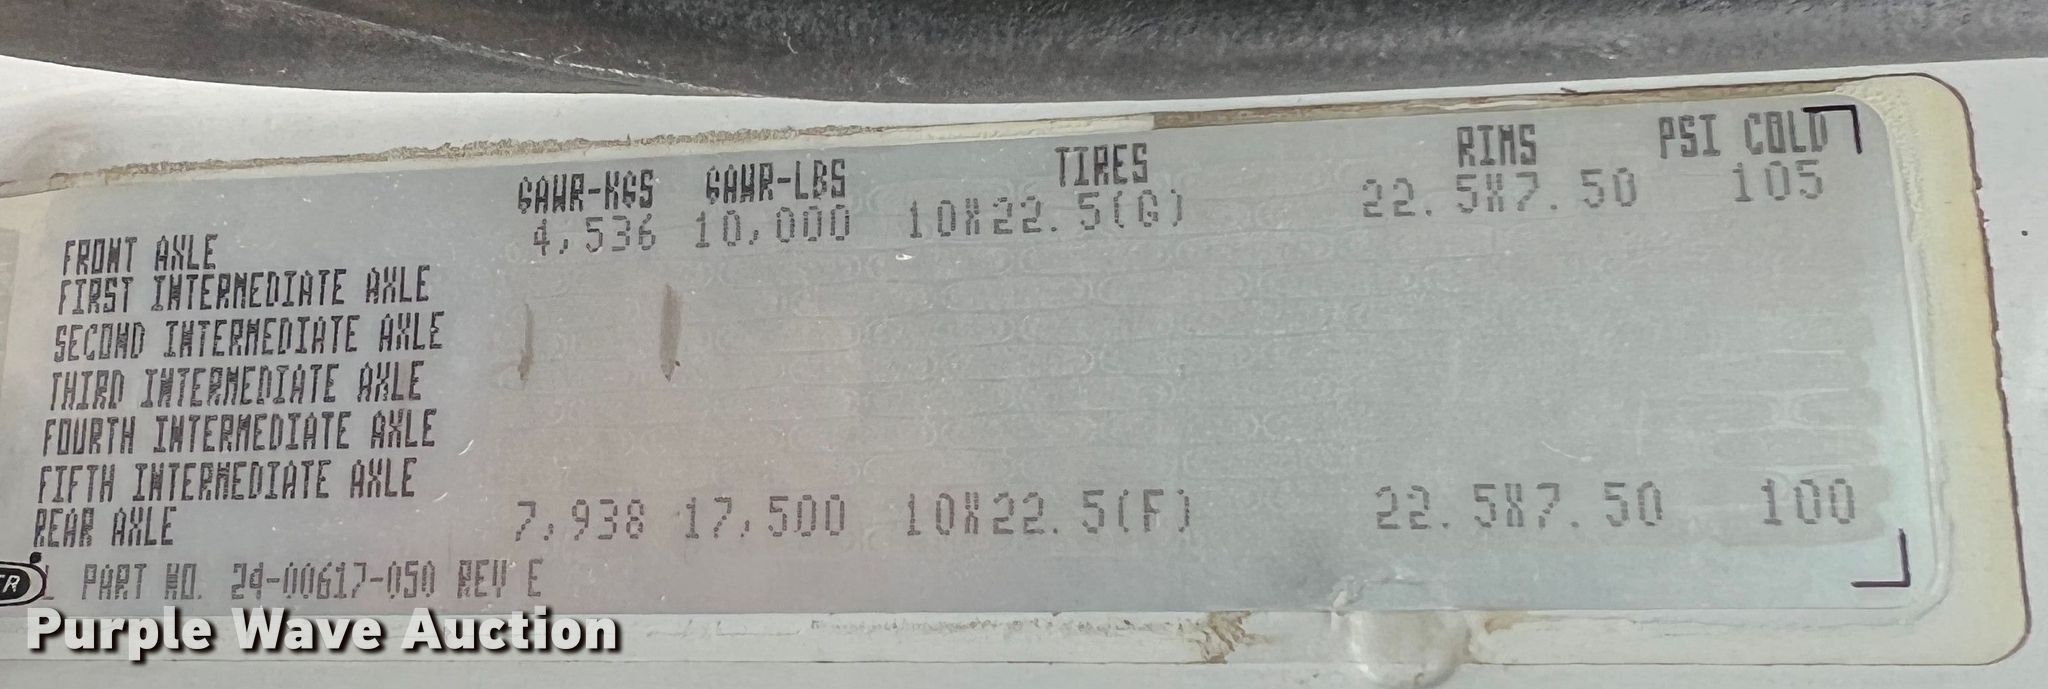 GAWR-KGS GAWR-LBS TIRES RIMS PSI COLD
FRONT AXLE 4,536 10,000 10X22.5(G) 22.5X7.50 105
FIRST INTERMEDIATE AXLE
SECOND INTERMEDIATE AXLE
THIRD INTERMEDIATE AXLE
FOURTH INTERMEDIATE AXLE
FIFTH INTERMEDIATE AXLE
REAR AXLE 7,938 17,500 10X22.5(F) 22.5X7.50 100
PART NO. 24-00617-050 REV E
Purple Wave Auction